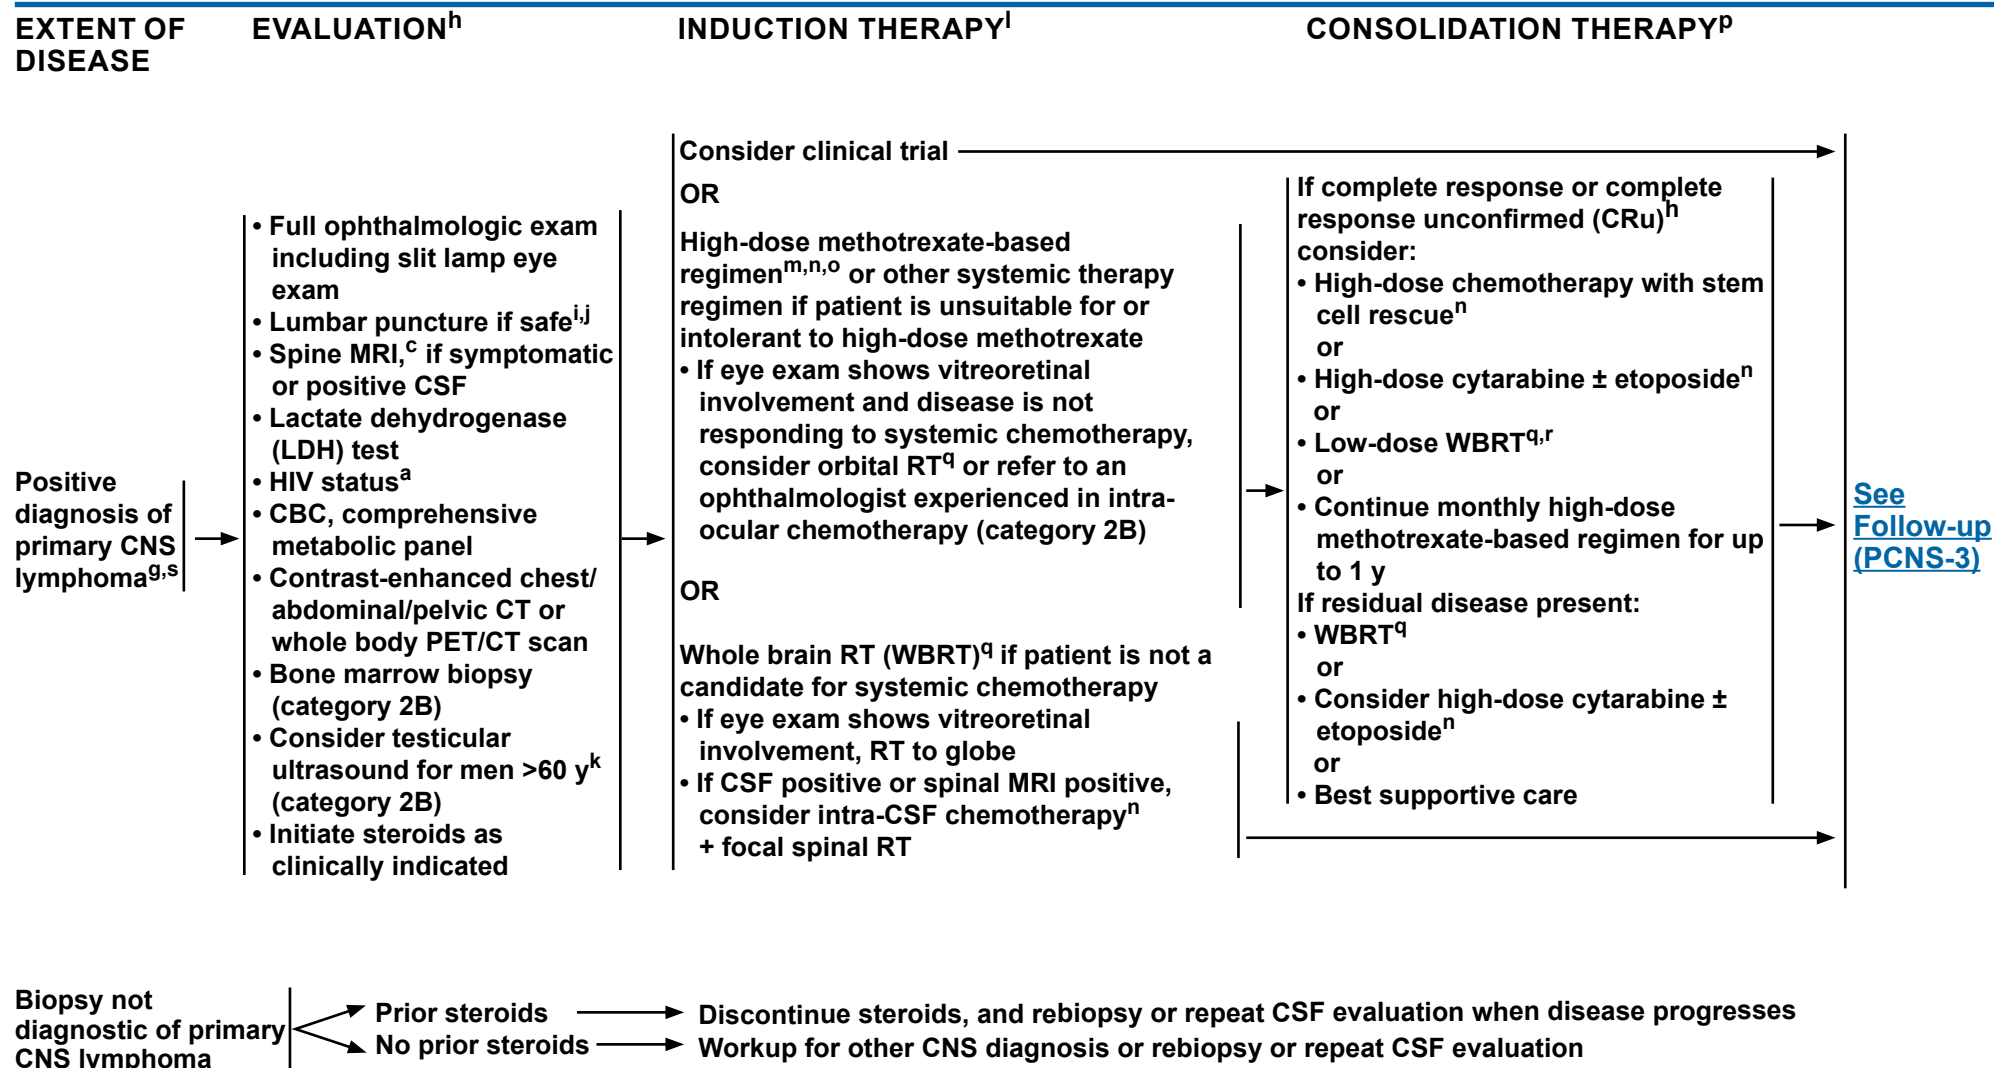 EXTENT OF
DISEASE
EVALUATIONh
INDUCTION THERAPYl
CONSOLIDATION THERAPYp
Positive
diagnosis of
primary CNS
lymphomag,s
• Full ophthalmologic exam
including slit lamp eye
exam
• Lumbar puncture if safei,j
• Spine MRI,c if symptomatic
or positive CSF
• Lactate dehydrogenase
(LDH) test
• HIV statusa
• CBC, comprehensive
metabolic panel
• Contrast-enhanced chest/
abdominal/pelvic CT or
whole body PET/CT scan
• Bone marrow biopsy
(category 2B)
• Consider testicular
ultrasound for men >60 yk
(category 2B)
• Initiate steroids as
clinically indicated
Consider clinical trial
OR
High-dose methotrexate-based
regimenm,n,o or other systemic therapy
regimen if patient is unsuitable for or
intolerant to high-dose methotrexate
• If eye exam shows vitreoretinal
involvement and disease is not
responding to systemic chemotherapy,
consider orbital RTq or refer to an
ophthalmologist experienced in intra-
ocular chemotherapy (category 2B)
OR
Whole brain RT (WBRT)q if patient is not a
candidate for systemic chemotherapy
• If eye exam shows vitreoretinal
involvement, RT to globe
• If CSF positive or spinal MRI positive,
consider intra-CSF chemotherapyn
+ focal spinal RT
If complete response or complete
response unconfirmed (CRu)h
consider:
• High-dose chemotherapy with stem
cell rescuen
or
• High-dose cytarabine ± etoposiden
or
• Low-dose WBRTq,r
or
• Continue monthly high-dose
methotrexate-based regimen for up
to 1 y
If residual disease present:
• WBRTq
or
• Consider high-dose cytarabine ±
etoposiden
or
• Best supportive care
See
Follow-up
(PCNS-3)
Biopsy not
diagnostic of primary
CNS lymphoma
Prior steroids
Discontinue steroids, and rebiopsy or repeat CSF evaluation when disease progresses
No prior steroids
Workup for other CNS diagnosis or rebiopsy or repeat CSF evaluation